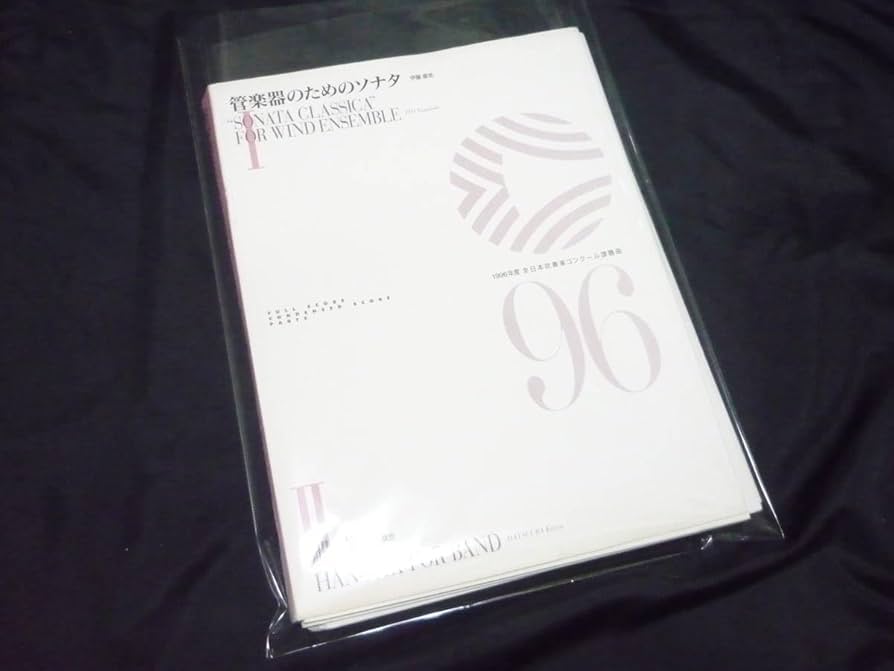 管楽器のためのソナタ
"SONATA CLASSICA"
FOR WIND ENSEMBLE
I
1996年度 全日本吹奏楽コンクール課題曲
96
FULL SCORE
CONDENSED SCORE
PARTS
II
FOR BAND